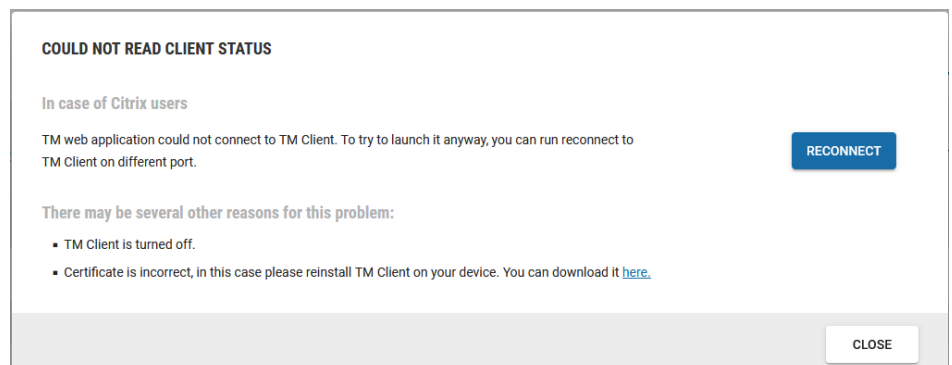 COULD NOT READ CLIENT STATUS
In case of Citrix users
TM web application could not connect to TM Client. To try to launch it anyway, you can run reconnect to
TM Client on different port.
RECONNECT
There may be several other reasons for this problem:
▪ TM Client is turned off.
▪ Certificate is incorrect, in this case please reinstall TM Client on your device. You can download it here.
CLOSE